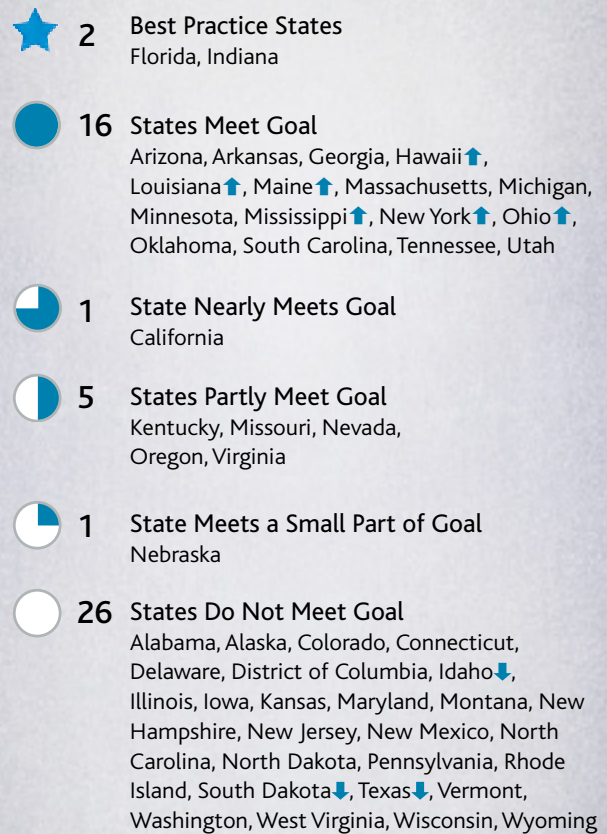 2 Best Practice States
Florida, Indiana
16 States Meet Goal
Arizona, Arkansas, Georgia, Hawaii⬆,
Louisiana⬆, Maine⬆, Massachusetts, Michigan,
Minnesota, Mississippi⬆, New York⬆, Ohio⬆,
Oklahoma, South Carolina, Tennessee, Utah
1 State Nearly Meets Goal
California
5 States Partly Meet Goal
Kentucky, Missouri, Nevada,
Oregon, Virginia
1 State Meets a Small Part of Goal
Nebraska
26 States Do Not Meet Goal
Alabama, Alaska, Colorado, Connecticut,
Delaware, District of Columbia, Idaho⬇,
Illinois, Iowa, Kansas, Maryland, Montana, New
Hampshire, New Jersey, New Mexico, North
Carolina, North Dakota, Pennsylvania, Rhode
Island, South Dakota⬇, Texas⬇, Vermont,
Washington, West Virginia, Wisconsin, Wyoming